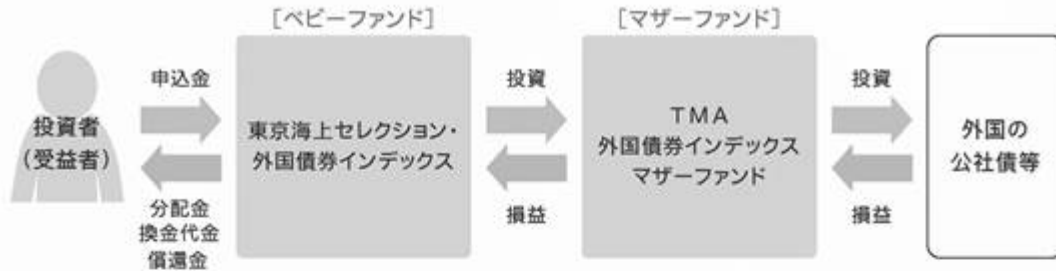 [ベビーファンド]
[マザーファンド]
投資者
(受益者)
申込金
分配金
換金代金
償還金
東京海上セレクション・
外国債券インデックス
投資
損益
TMA
外国債券インデックス
マザーファンド
投資
損益
外国の
公社債等